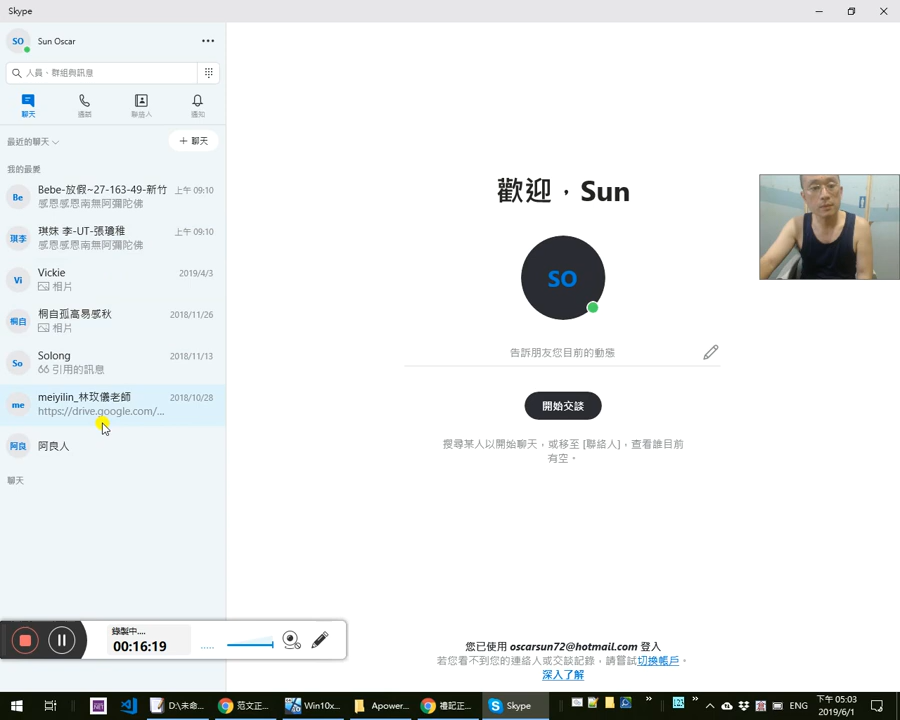 Skype
SO
Sun Oscar
人員、群組與訊息
聊天
通話
聯絡人
通知
最近的聊天
聊天
我的最愛
Be
Bebe-放假~27-163-49-新竹
上午 09:10
感恩感恩南無阿彌陀佛
琪李
琪妹 李-UT-張瓊稚
上午 09:10
感恩感恩南無阿彌陀佛
Vi
Vickie
2019/4/3
相片
桐自
桐自孤高易感秋
2018/11/26
相片
So
Solong
2018/11/13
66 引用的訊息
me
meiyilin_林玫儀老師
2018/10/28
https://drive.google.com/...
阿良
阿良人
聊天
歡迎，Sun
SO
告訴朋友您目前的動態
開始交談
搜尋某人以開始聊天，或移至 [聯絡人]，查看誰目前
有空。
您已使用 oscarsun72@hotmail.com 登入
若您看不到您的連絡人或交談記錄，請嘗試切換帳戶。
深入了解
錄製中....
00:16:19
D:\未命...
范文正...
Win10x...
Apower...
禮記正...
Skype
ENG
下午 05:03
2019/6/1